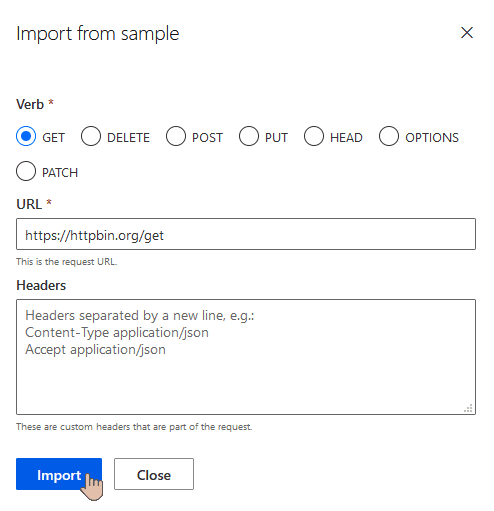 Import from sample
Verb *
GET DELETE POST PUT HEAD OPTIONS
PATCH
URL *
https://httpbin.org/get
This is the request URL.
Headers
Headers separated by a new line, e.g.:
Content-Type application/json
Accept application/json
These are custom headers that are part of the request.
Import Close